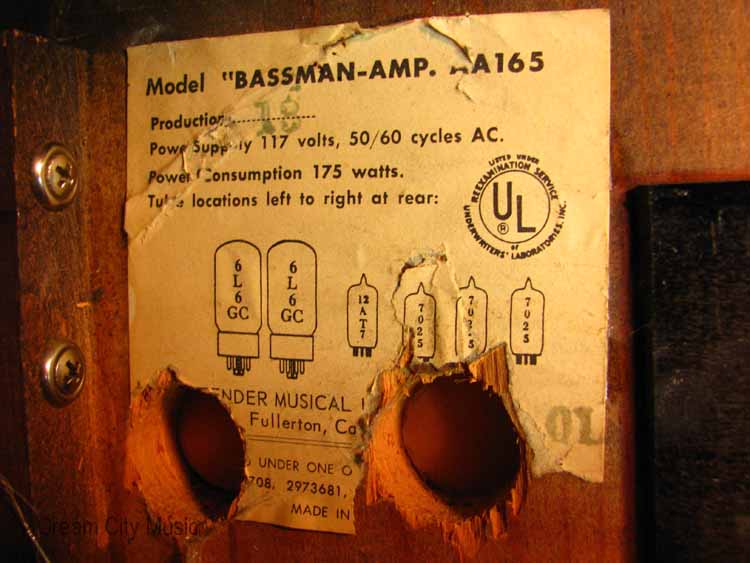 Model "BASSMAN-AMP. AA165
Production
18
Power Supply 117 volts, 50/60 cycles AC.
Power Consumption 175 watts.
Tube locations left to right at rear:
LISTED UNDER
REEXAMINATION SERVICE
UL
®
OF
UNDERWRITERS' LABORATORIES, INC.
6L6GC
6L6GC
12AT7
7025
7025
7025
ENDER MUSICAL I
Fullerton, Ca
OL
UNDER ONE O
708, 2973681,
MADE IN
Dream City Music